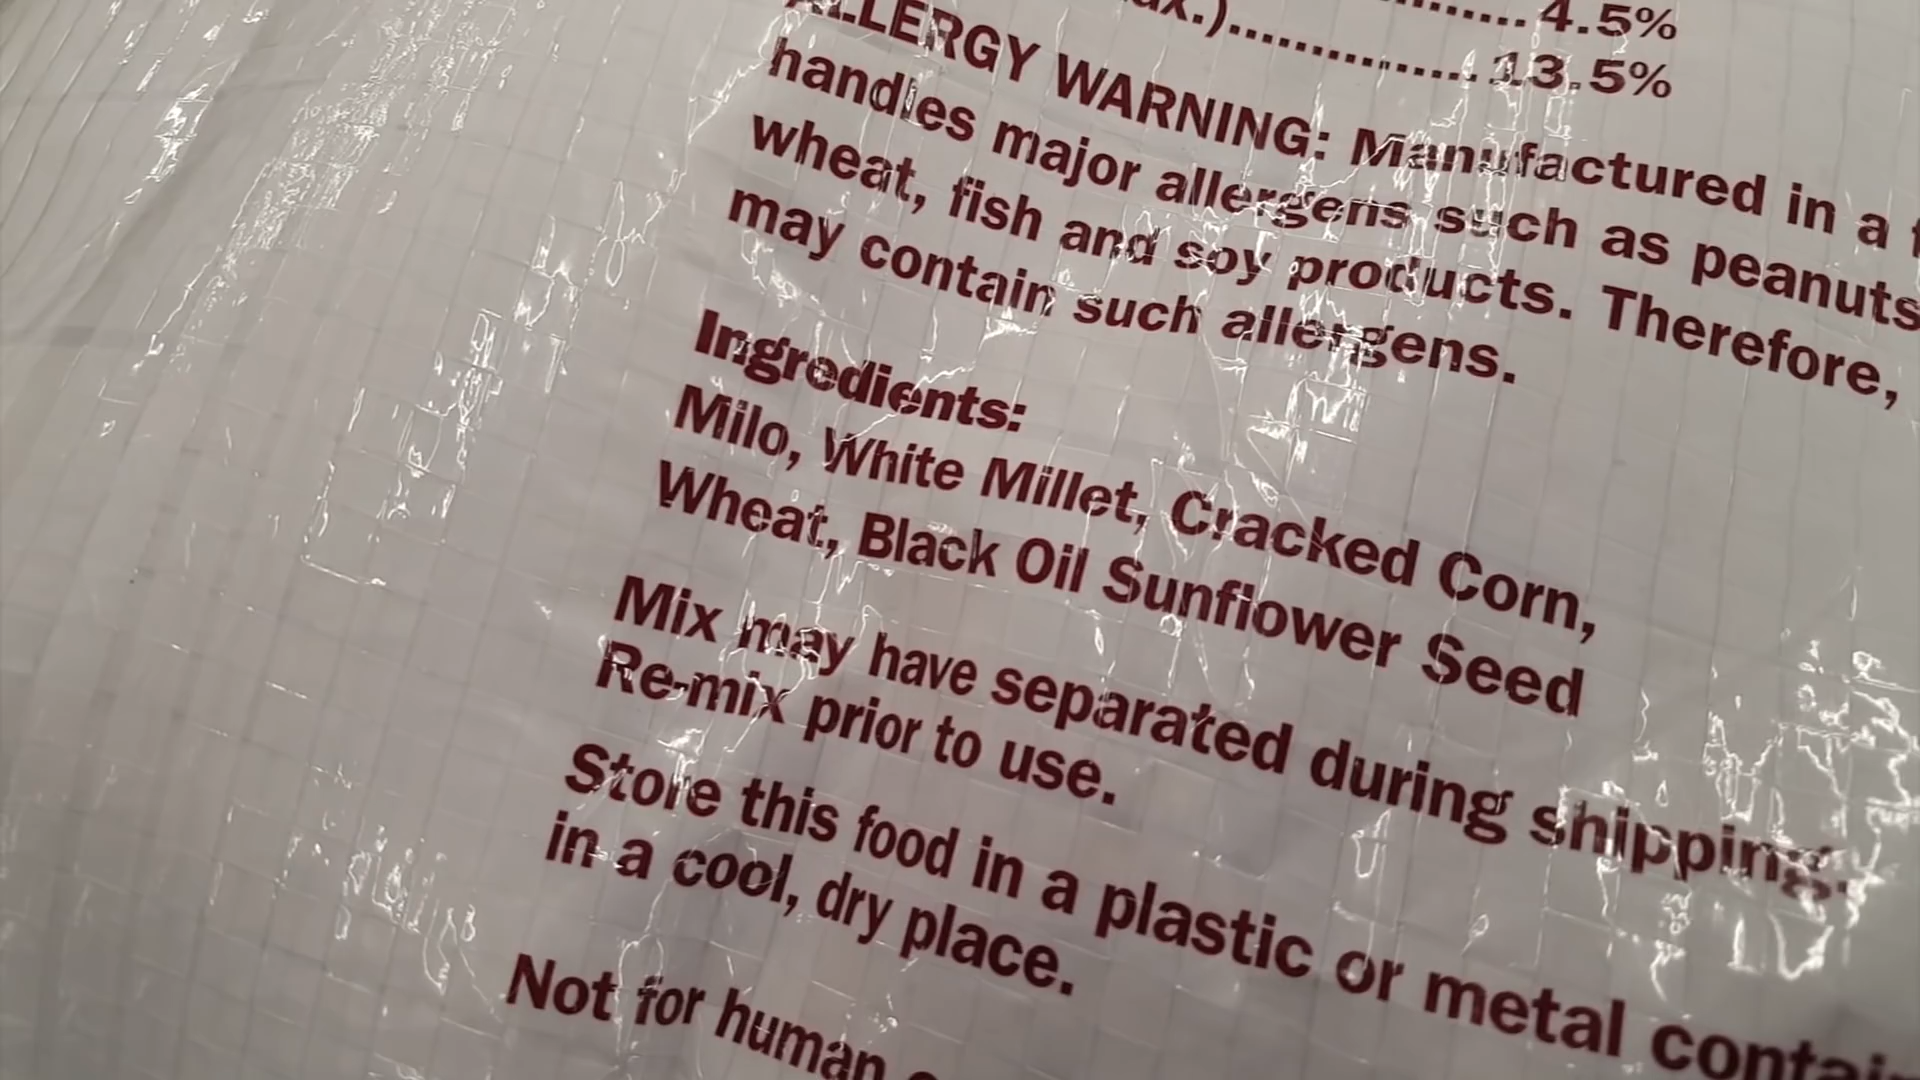 4.5%
13.5%
ALLERGY WARNING: Manufactured in a
handles major allergens such as peanuts
wheat, fish and soy products. Therefore,
may contain such allergens.
Ingredients:
Milo, White Millet, Cracked Corn,
Wheat, Black Oil Sunflower Seed
Mix may have separated during shipping.
Re-mix prior to use.
Store this food in a plastic or metal
in a cool, dry place.
Not for human